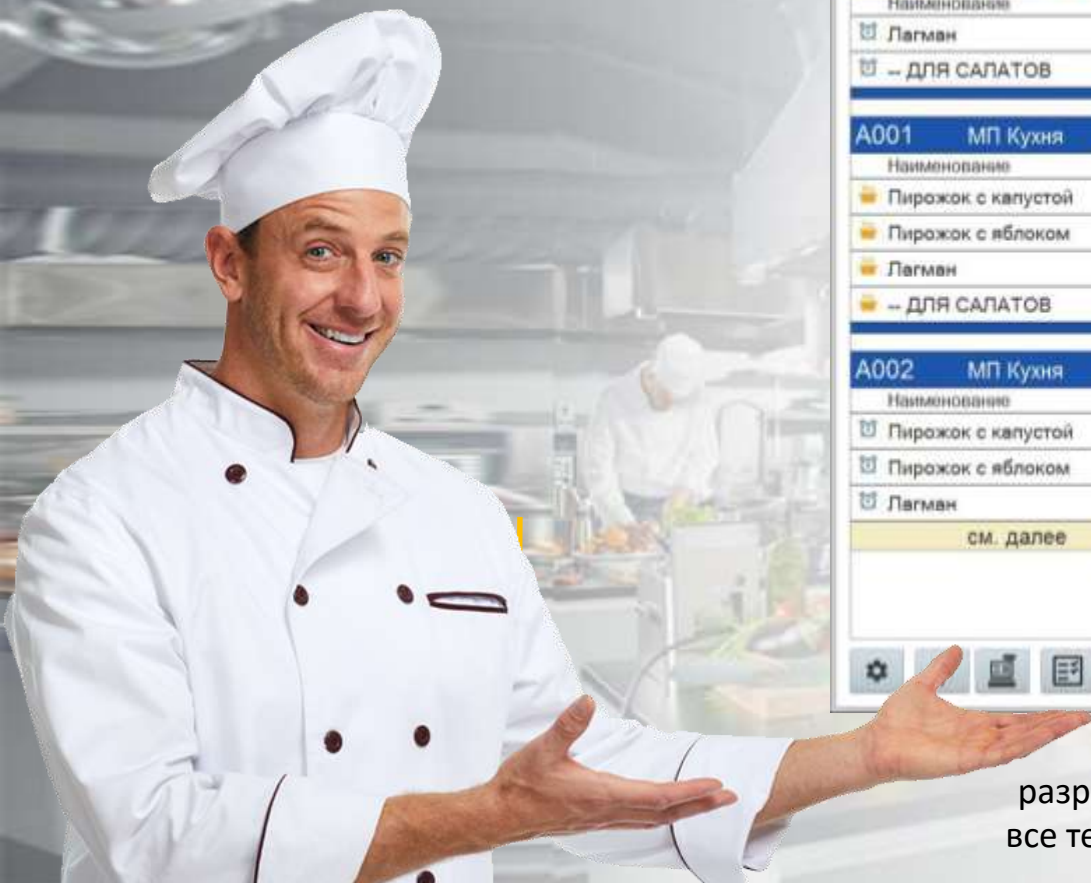 Наименование
Лагман
-- ДЛЯ САЛАТОВ
А001 МП Кухня
Наименование
Пирожок с капустой
Пирожок с яблоком
Лагман
-- ДЛЯ САЛАТОВ
А002 МП Кухня
Наименование
Пирожок с капустой
Пирожок с яблоком
Лагман
см. далее
разр
все те